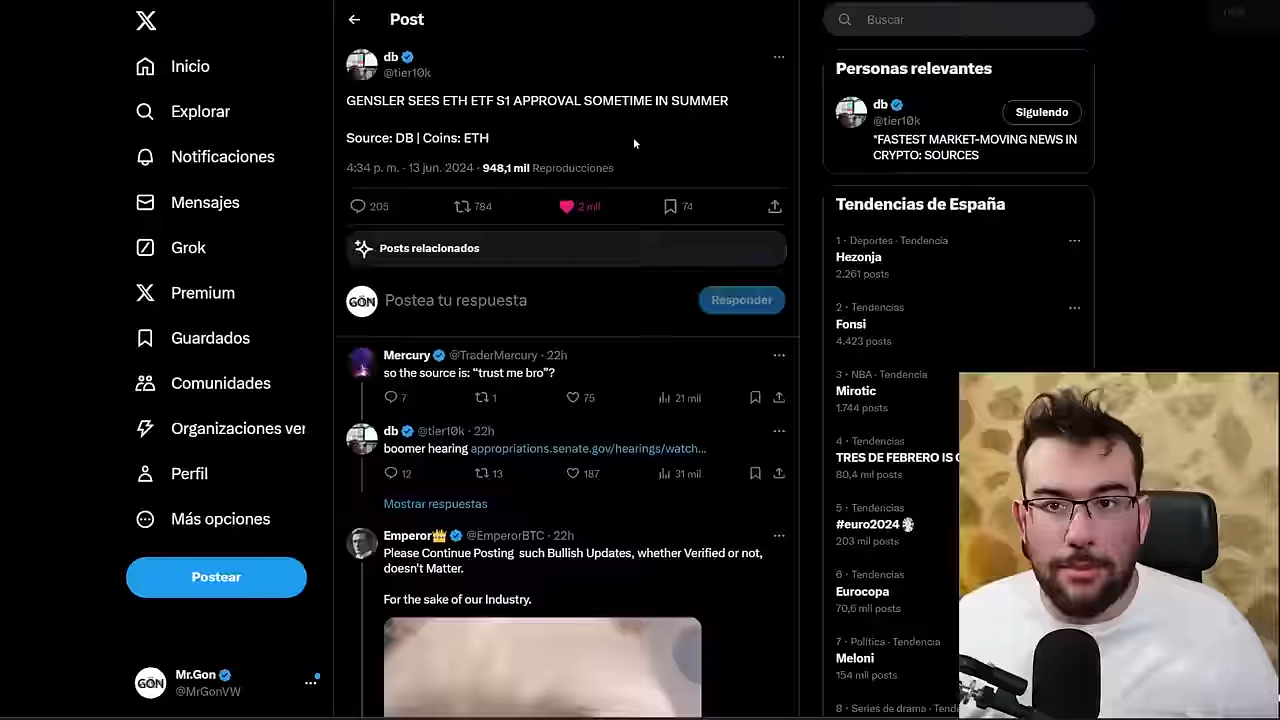 Inicio
Explorar
Notificaciones
Mensajes
Grok
Premium
Guardados
Comunidades
Organizaciones ver
Perfil
Más opciones
Postear
GŌN
Mr.Gon
@MrGonVW
Post
db
@tier10k
GENSLER SEES ETH ETF S1 APPROVAL SOMETIME IN SUMMER
Source: DB | Coins: ETH
4:34 p. m. · 13 jun. 2024 · 948,1 mil Reproducciones
205 784 2 mil 74
Posts relacionados
GŌN
Postea tu respuesta
Responder
Mercury @TraderMercury · 22h
so the source is: “trust me bro”?
7 1 75 21 mil
db @tier10k · 22h
boomer hearing appropriations.senate.gov/hearings/watch…
12 13 187 31 mil
Mostrar respuestas
Emperor @EmperorBTC · 22h
Please Continue Posting such Bullish Updates, whether Verified or not,
doesn't Matter.
For the sake of our Industry.
Buscar
Personas relevantes
db
@tier10k
Siguiendo
*FASTEST MARKET-MOVING NEWS IN
CRYPTO: SOURCES
Tendencias de España
1 · Deportes · Tendencia
Hezonja
2.261 posts
2 · Tendencias
Fonsi
4.423 posts
3 · NBA · Tendencia
Mirotic
1.744 posts
4 · Tendencias
TRES DE FEBRERO IS
80,4 mil posts
5 · Tendencias
#euro2024
203 mil posts
6 · Tendencias
Eurocopa
70,6 mil posts
7 · Política · Tendencia
Meloni
154 mil posts
8 · Series de drama · Tende